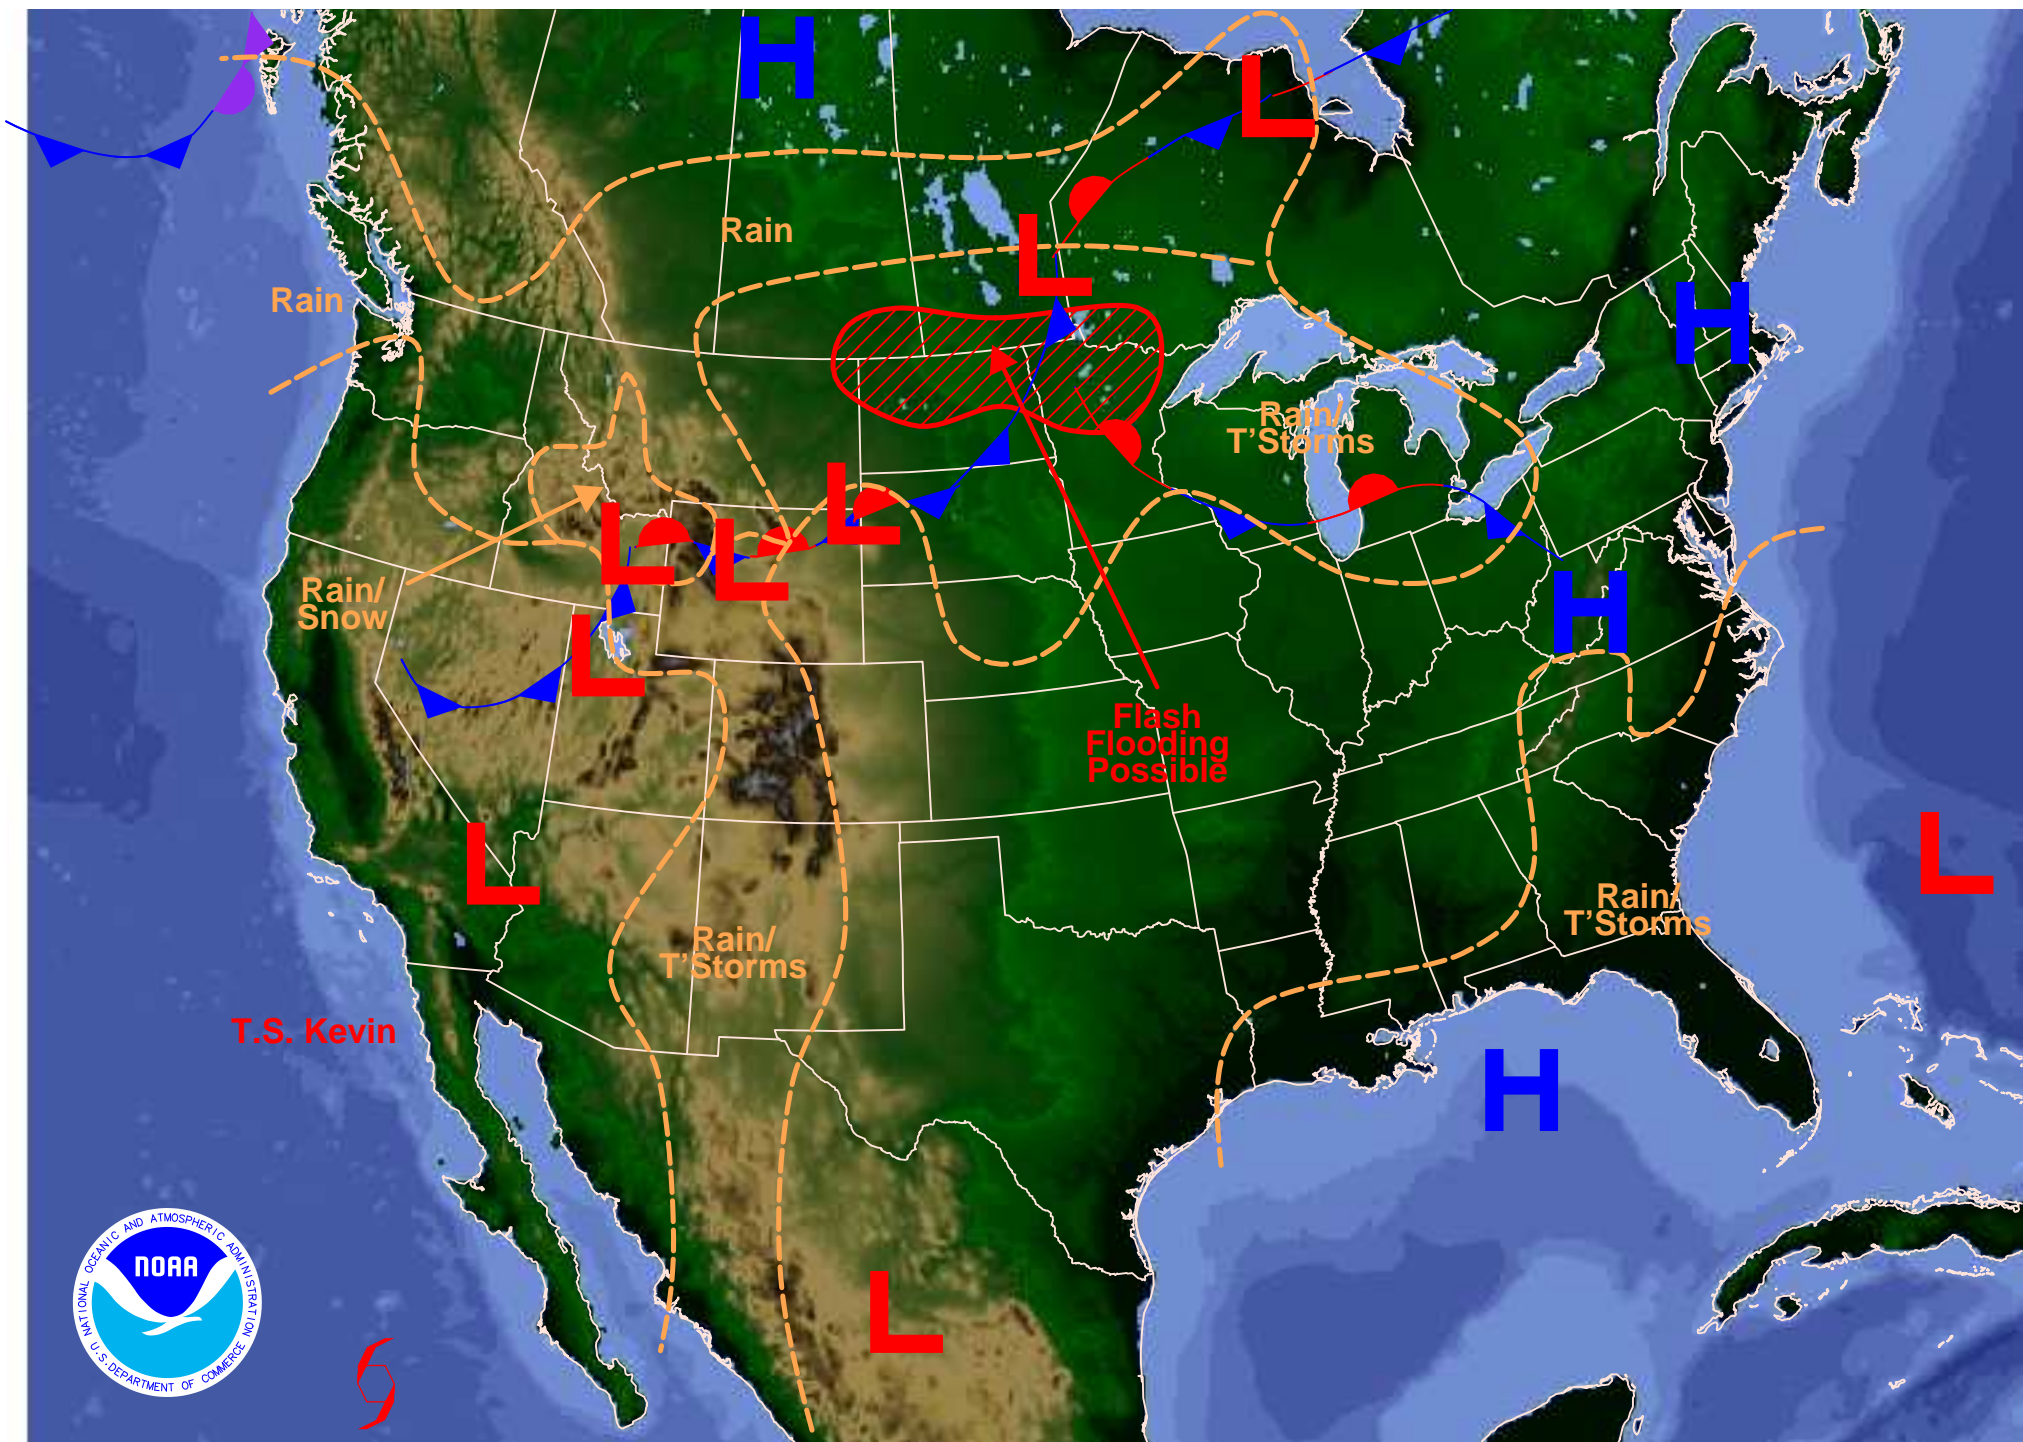 H
L
Rain
L
Rain
H
Rain/
T'Storms
L
L
L
Rain/
Snow
H
L
Flash
Flooding
Possible
L
L
Rain/
T'Storms
Rain/
T'Storms
T.S. Kevin
H
L
NATIONAL OCEANIC AND ATMOSPHERIC ADMINISTRATION
NOAA
U.S. DEPARTMENT OF COMMERCE